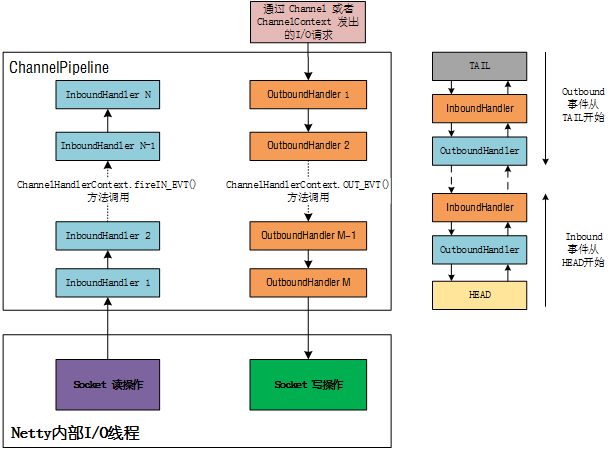 通过 Channel 或者
ChannelContext 发出
的I/O请求
ChannelPipeline
InboundHandler N
InboundHandler N-1
ChannelHandlerContext.fireIN_EVT()
方法调用
InboundHandler 2
InboundHandler 1
OutboundHandler 1
OutboundHandler 2
ChannelHandlerContext.OUT_EVT()
方法调用
OutboundHandler M-1
OutboundHandler M
Socket 读操作
Socket 写操作
Netty内部I/O线程
TAIL
InboundHandler
OutboundHandler
InboundHandler
OutboundHandler
HEAD
Outbound
事件从
TAIL开始
Inbound
事件从
HEAD开始